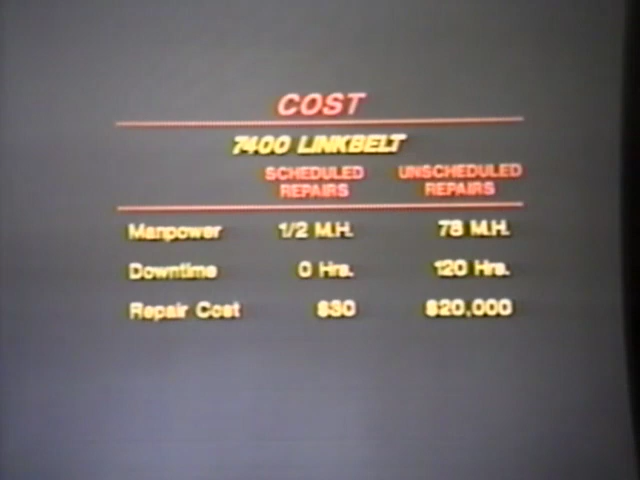 COST
7400 LINKBELT
SCHEDULED UNSCHEDULED
REPAIRS REPAIRS
Manpower 1/2 M.H. 78 M.H.
Downtime 0 Hrs. 120 Hrs.
Repair Cost $30 $20,000